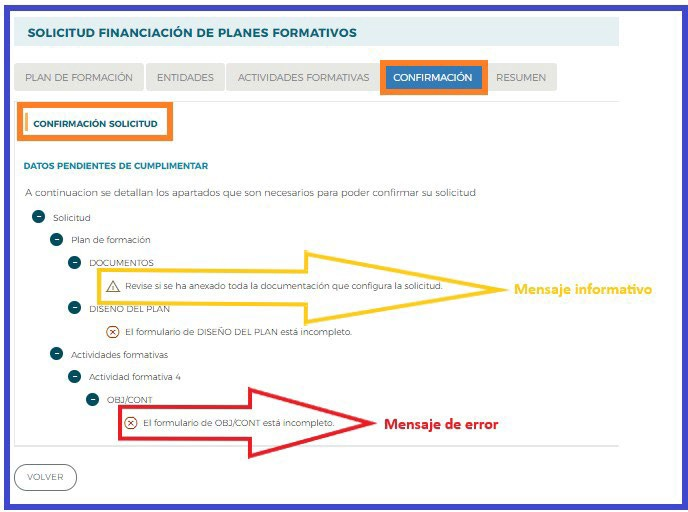 SOLICITUD FINANCIACIÓN DE PLANES FORMATIVOS
PLAN DE FORMACIÓN ENTIDADES ACTIVIDADES FORMATIVAS CONFIRMACIÓN RESUMEN
CONFIRMACIÓN SOLICITUD
DATOS PENDIENTES DE CUMPLIMENTAR
A continuacion se detallan los apartados que son necesarios para poder confirmar su solicitud
Solicitud
Plan de formación
DOCUMENTOS
Revise si se ha anexado toda la documentación que configura la solicitud.
Mensaje informativo
DISEÑO DEL PLAN
El formulario de DISEÑO DEL PLAN está incompleto.
Actividades formativas
Actividad formativa 4
OBJ/CONT
El formulario de OBJ/CONT está incompleto.
Mensaje de error
VOLVER